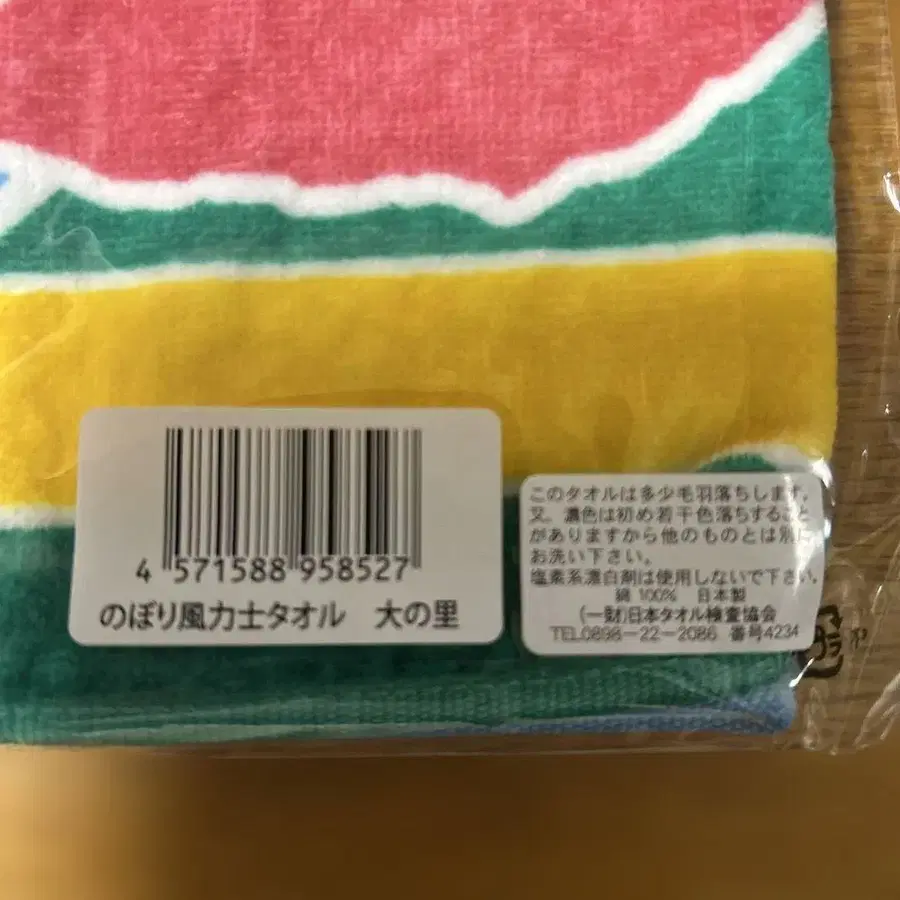 4 571588 958527
のぼり風力士タオル 大の里
このタオルは多少毛羽落ちします。
又、濃色は初め若干色落ちすること
がありますから他のものとは別に
お洗い下さい。
塩素系漂白剤は使用しないで下さい。
綿 100% 日本製
(一財)日本タオル検査協会
TEL0898-22-2086 番号4234
プラ